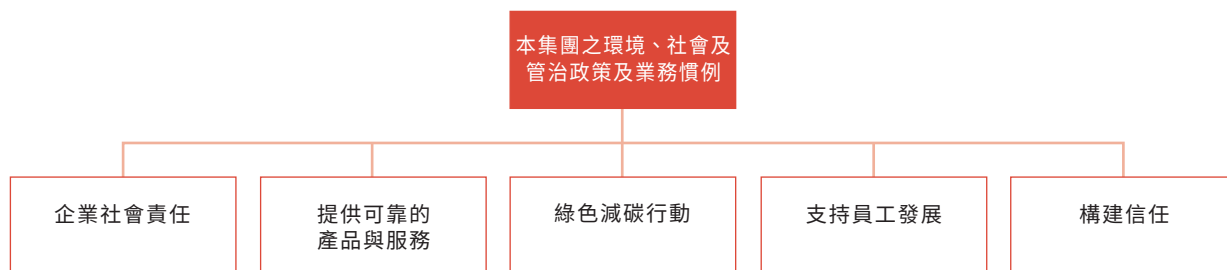 本集團之環境、社會及
管治政策及業務慣例
企業社會責任
提供可靠的
產品與服務
綠色減碳行動
支持員工發展
構建信任